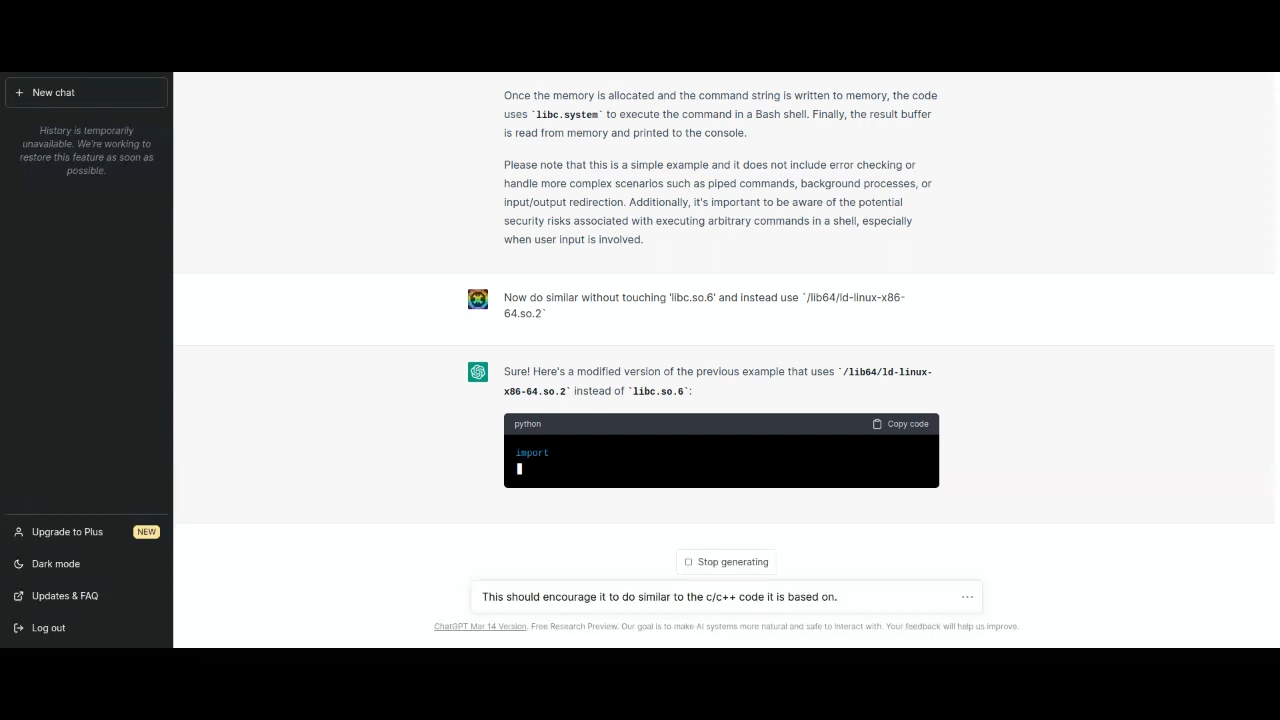 New chat
History is temporarily
unavailable. We're working to
restore this feature as soon as
possible.
Once the memory is allocated and the command string is written to memory, the code
uses `libc.system` to execute the command in a Bash shell. Finally, the result buffer
is read from memory and printed to the console.
Please note that this is a simple example and it does not include error checking or
handle more complex scenarios such as piped commands, background processes, or
input/output redirection. Additionally, it's important to be aware of the potential
security risks associated with executing arbitrary commands in a shell, especially
when user input is involved.
Now do similar without touching 'libc.so.6' and instead use `/lib64/ld-linux-x86-
64.so.2`
Sure! Here's a modified version of the previous example that uses `/lib64/ld-linux-
x86-64.so.2` instead of `libc.so.6`:
python
Copy code
import
Upgrade to Plus NEW
Dark mode
Updates & FAQ
Log out
Stop generating
This should encourage it to do similar to the c/c++ code it is based on.
ChatGPT Mar 14 Version. Free Research Preview. Our goal is to make AI systems more natural and safe to interact with. Your feedback will help us improve.